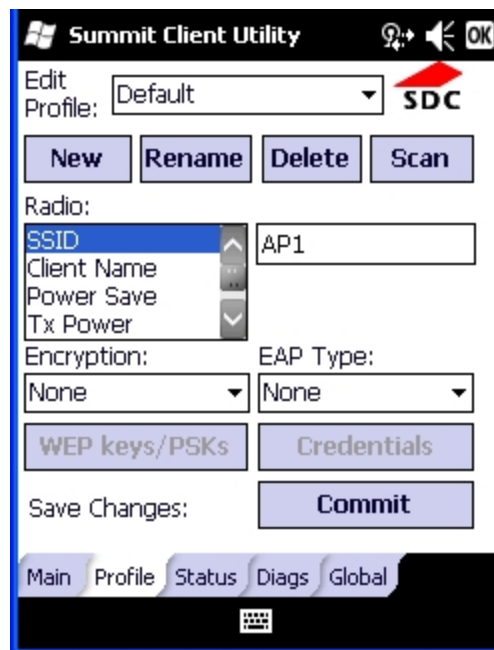 Summit Client Utility OK
Edit
Profile: Default
SDC
New Rename Delete Scan
Radio:
SSID AP1
Client Name
Power Save
Tx Power
Encryption: EAP Type:
None None
WEP keys/PSKs Credentials
Save Changes: Commit
Main Profile Status Diags Global